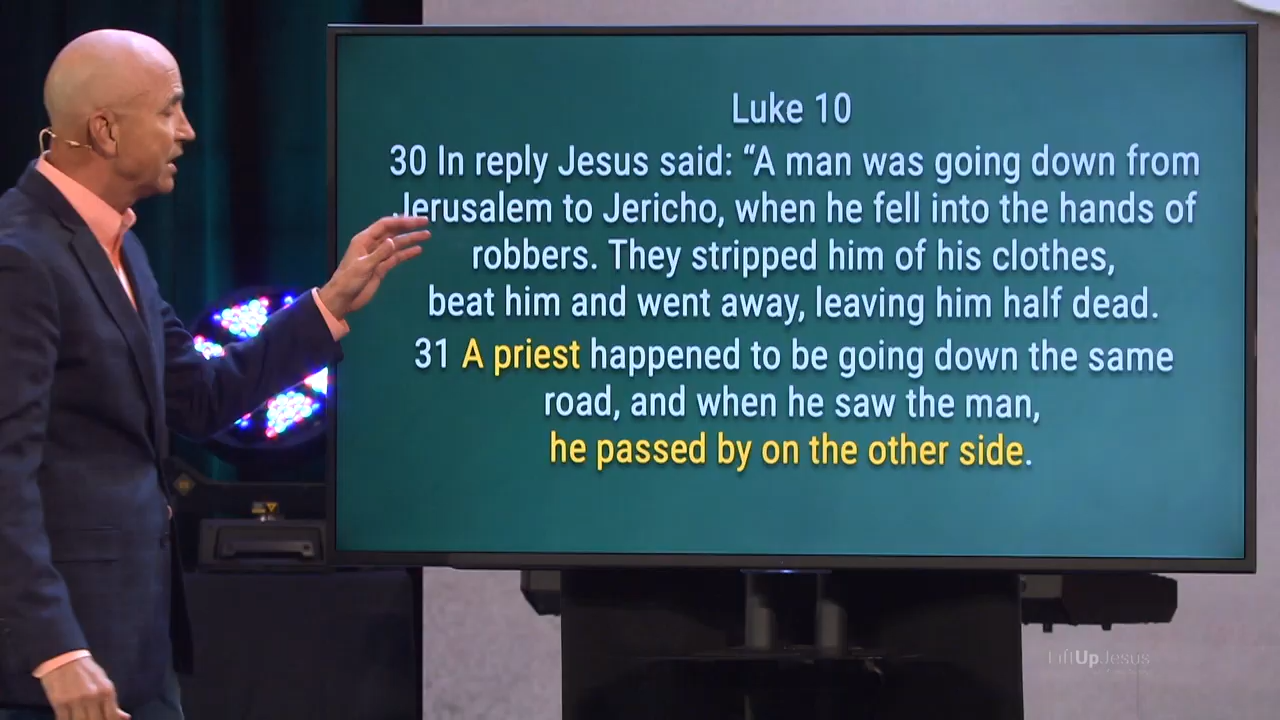 Luke 10
30 In reply Jesus said: “A man was going down from
Jerusalem to Jericho, when he fell into the hands of
robbers. They stripped him of his clothes,
beat him and went away, leaving him half dead.
31 A priest happened to be going down the same
road, and when he saw the man,
he passed by on the other side.
LiftUpJesus